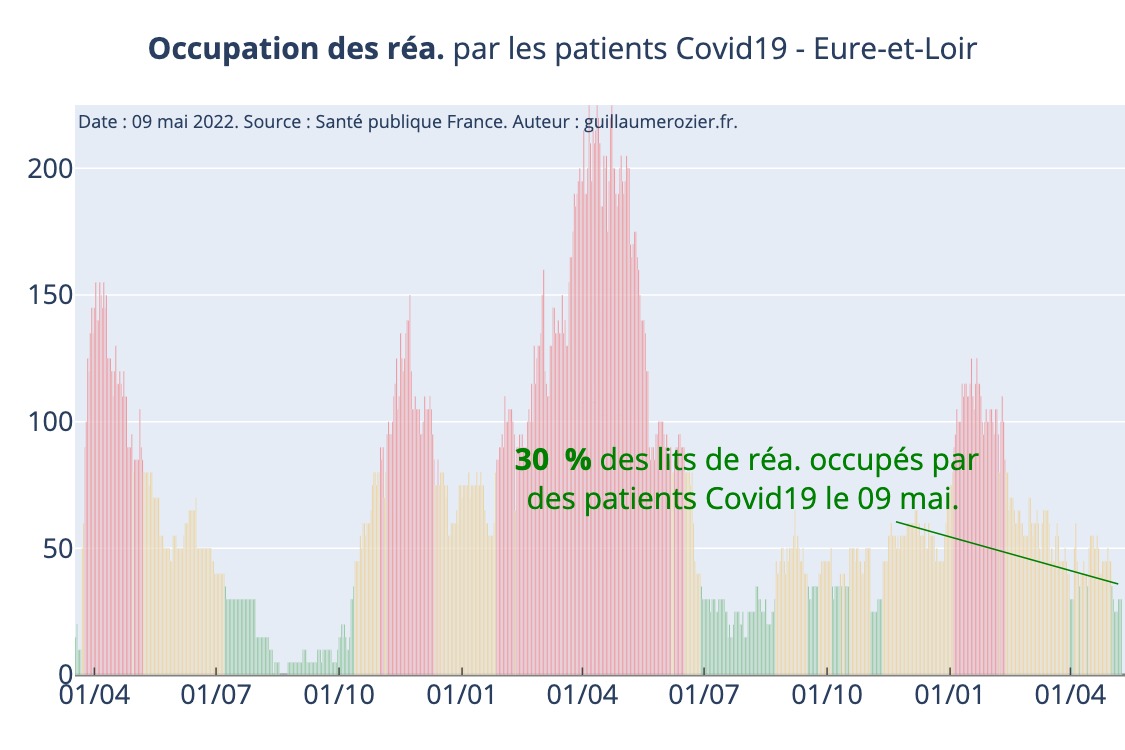 Occupation des réa. par les patients Covid19 - Eure-et-Loir
Date : 09 mai 2022. Source : Santé publique France. Auteur : guillaumerozier.fr.
200
150
100
50
0
30 % des lits de réa. occupés par
des patients Covid19 le 09 mai.
01/04 01/07 01/10 01/01 01/04 01/07 01/10 01/01 01/04